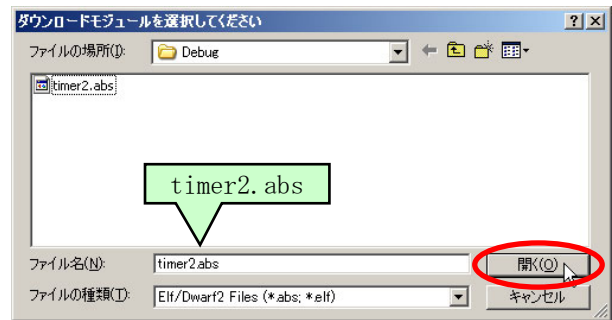 ダウンロードモジュールを選択してください
ファイルの場所(I):
Debug
timer2.abs
timer2.abs
ファイル名(N):
timer2.abs
開く(O)
ファイルの種類(T):
Elf/Dwarf2 Files (*.abs; *.elf)
キャンセル